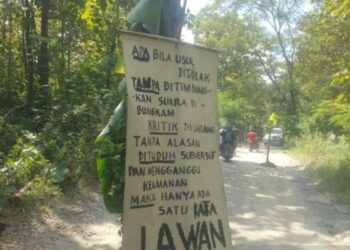 APA BILA USUL
DITOLAK
TANPA DITIMBANG-
-KAN SUARA DI-
BUNGKAM
KRITIK DILARANG
TANPA ALASAN
DITUDUH SUBVERSIF
DAN MENGGANGGU
KEAMANAN
MAKA HANYA ADA
SATU KATA
LAWAN